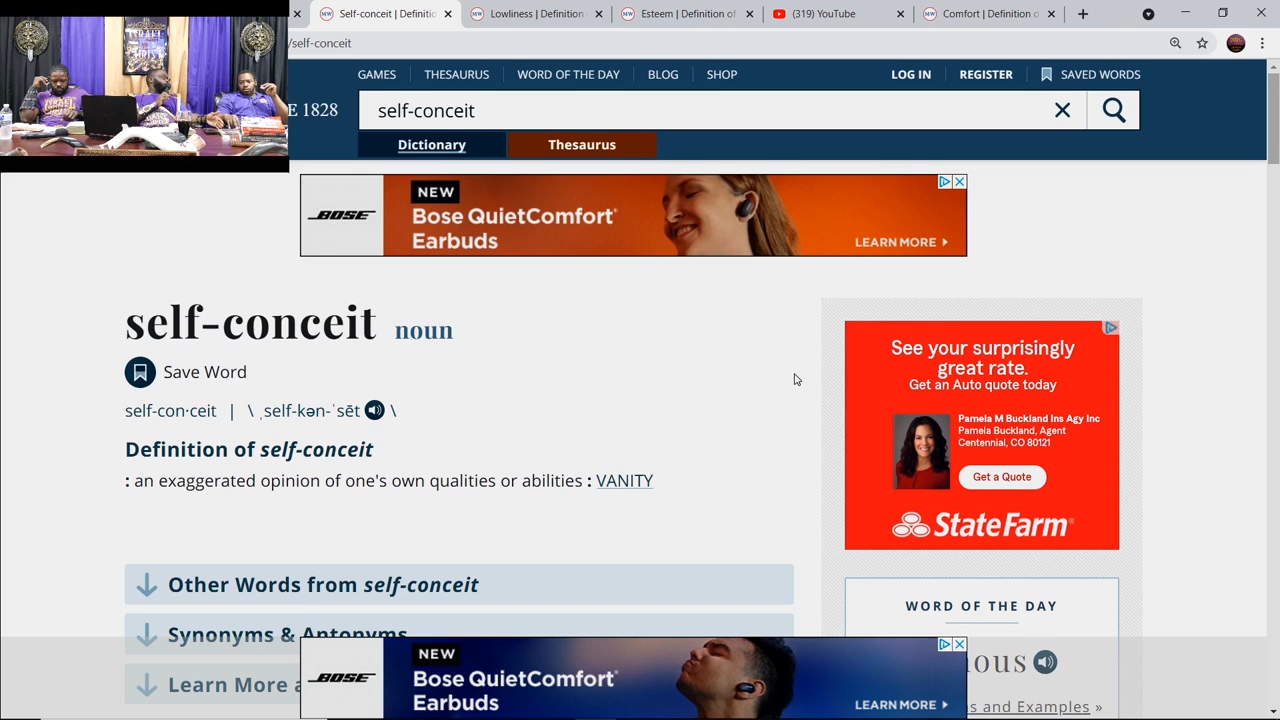 Self-conceit | Definitio
Lowliness | Definition
Esteem | Definition of
(319) YouTube
Comfort | Definition o
/self-conceit
GAMES
THESAURUS
WORD OF THE DAY
BLOG
SHOP
LOG IN
REGISTER
SAVED WORDS
E 1828
self-conceit
Dictionary
Thesaurus
BOSE
NEW
Bose QuietComfort®
Earbuds
LEARN MORE
self-conceit noun
Save Word
self-con·ceit | \ ˌself-kən-ˈsēt \
Definition of self-conceit
: an exaggerated opinion of one's own qualities or abilities : VANITY
Other Words from self-conceit
Synonyms & Antonyms
Learn More a
See your surprisingly
great rate.
Get an Auto quote today
Pamela M Buckland Ins Agy Inc
Pamela Buckland, Agent
Centennial, CO 80121
Get a Quote
StateFarm®
WORD OF THE DAY
ous
s and Examples »
BOSE
NEW
Bose QuietComfort®
Earbuds
LEARN MORE